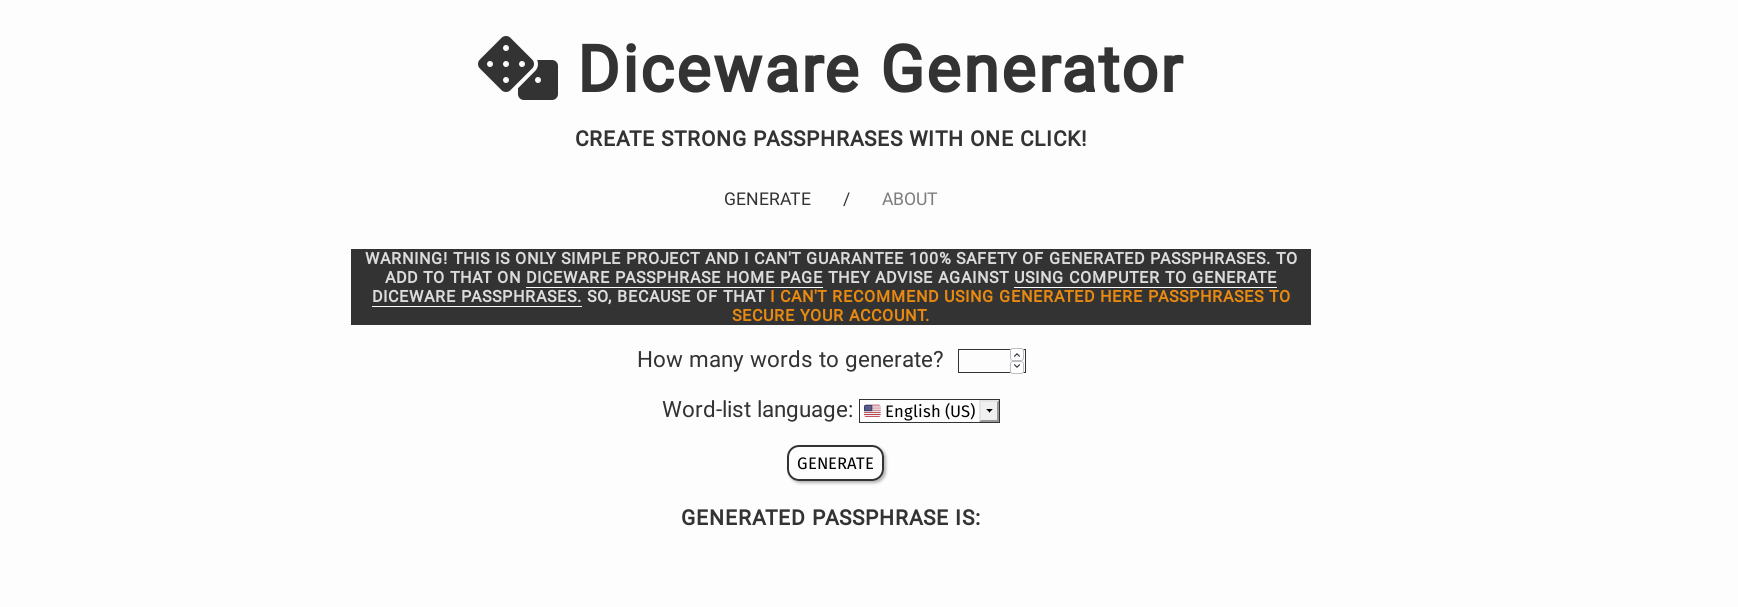 Diceware Generator
CREATE STRONG PASSPHRASES WITH ONE CLICK!
GENERATE / ABOUT
WARNING! THIS IS ONLY SIMPLE PROJECT AND I CAN'T GUARANTEE 100% SAFETY OF GENERATED PASSPHRASES. TO
ADD TO THAT ON DICEWARE PASSPHRASE HOME PAGE THEY ADVISE AGAINST USING COMPUTER TO GENERATE
DICEWARE PASSPHRASES. SO, BECAUSE OF THAT I CAN'T RECOMMEND USING GENERATED HERE PASSPHRASES TO
SECURE YOUR ACCOUNT.
How many words to generate?
Word-list language: English (US)
GENERATE
GENERATED PASSPHRASE IS: